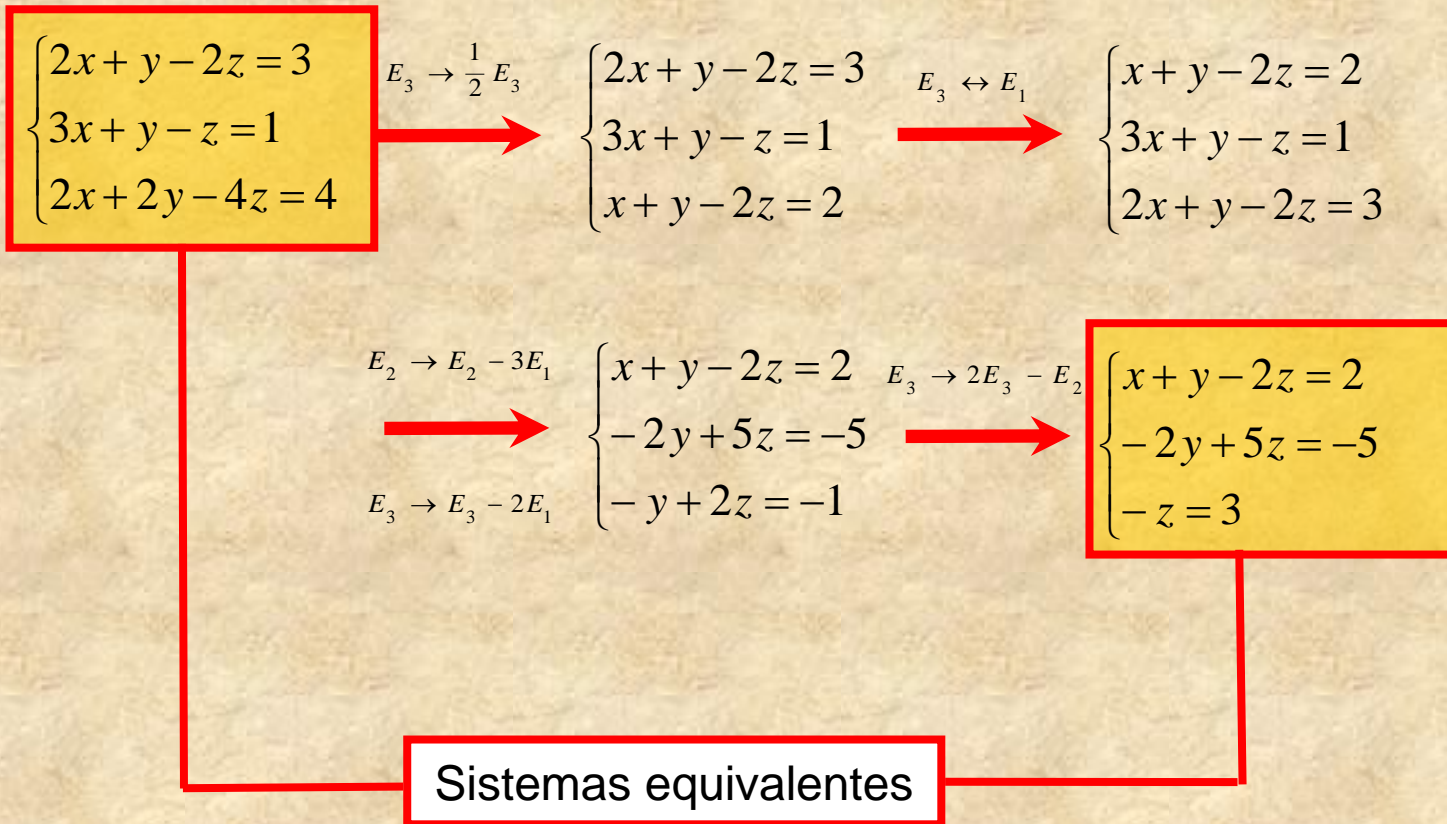 2x + y − 2z = 3
3x + y − z = 1
2x + 2y − 4z = 4
E₃ → 1/2 E₃
2x + y − 2z = 3
3x + y − z = 1
x + y − 2z = 2
E₃ ↔ E₁
x + y − 2z = 2
3x + y − z = 1
2x + y − 2z = 3
E₂ → E₂ − 3E₁
E₃ → E₃ − 2E₁
x + y − 2z = 2
− 2y + 5z = −5
− y + 2z = −1
E₃ → 2E₃ − E₂
x + y − 2z = 2
− 2y + 5z = −5
− z = 3
Sistemas equivalentes